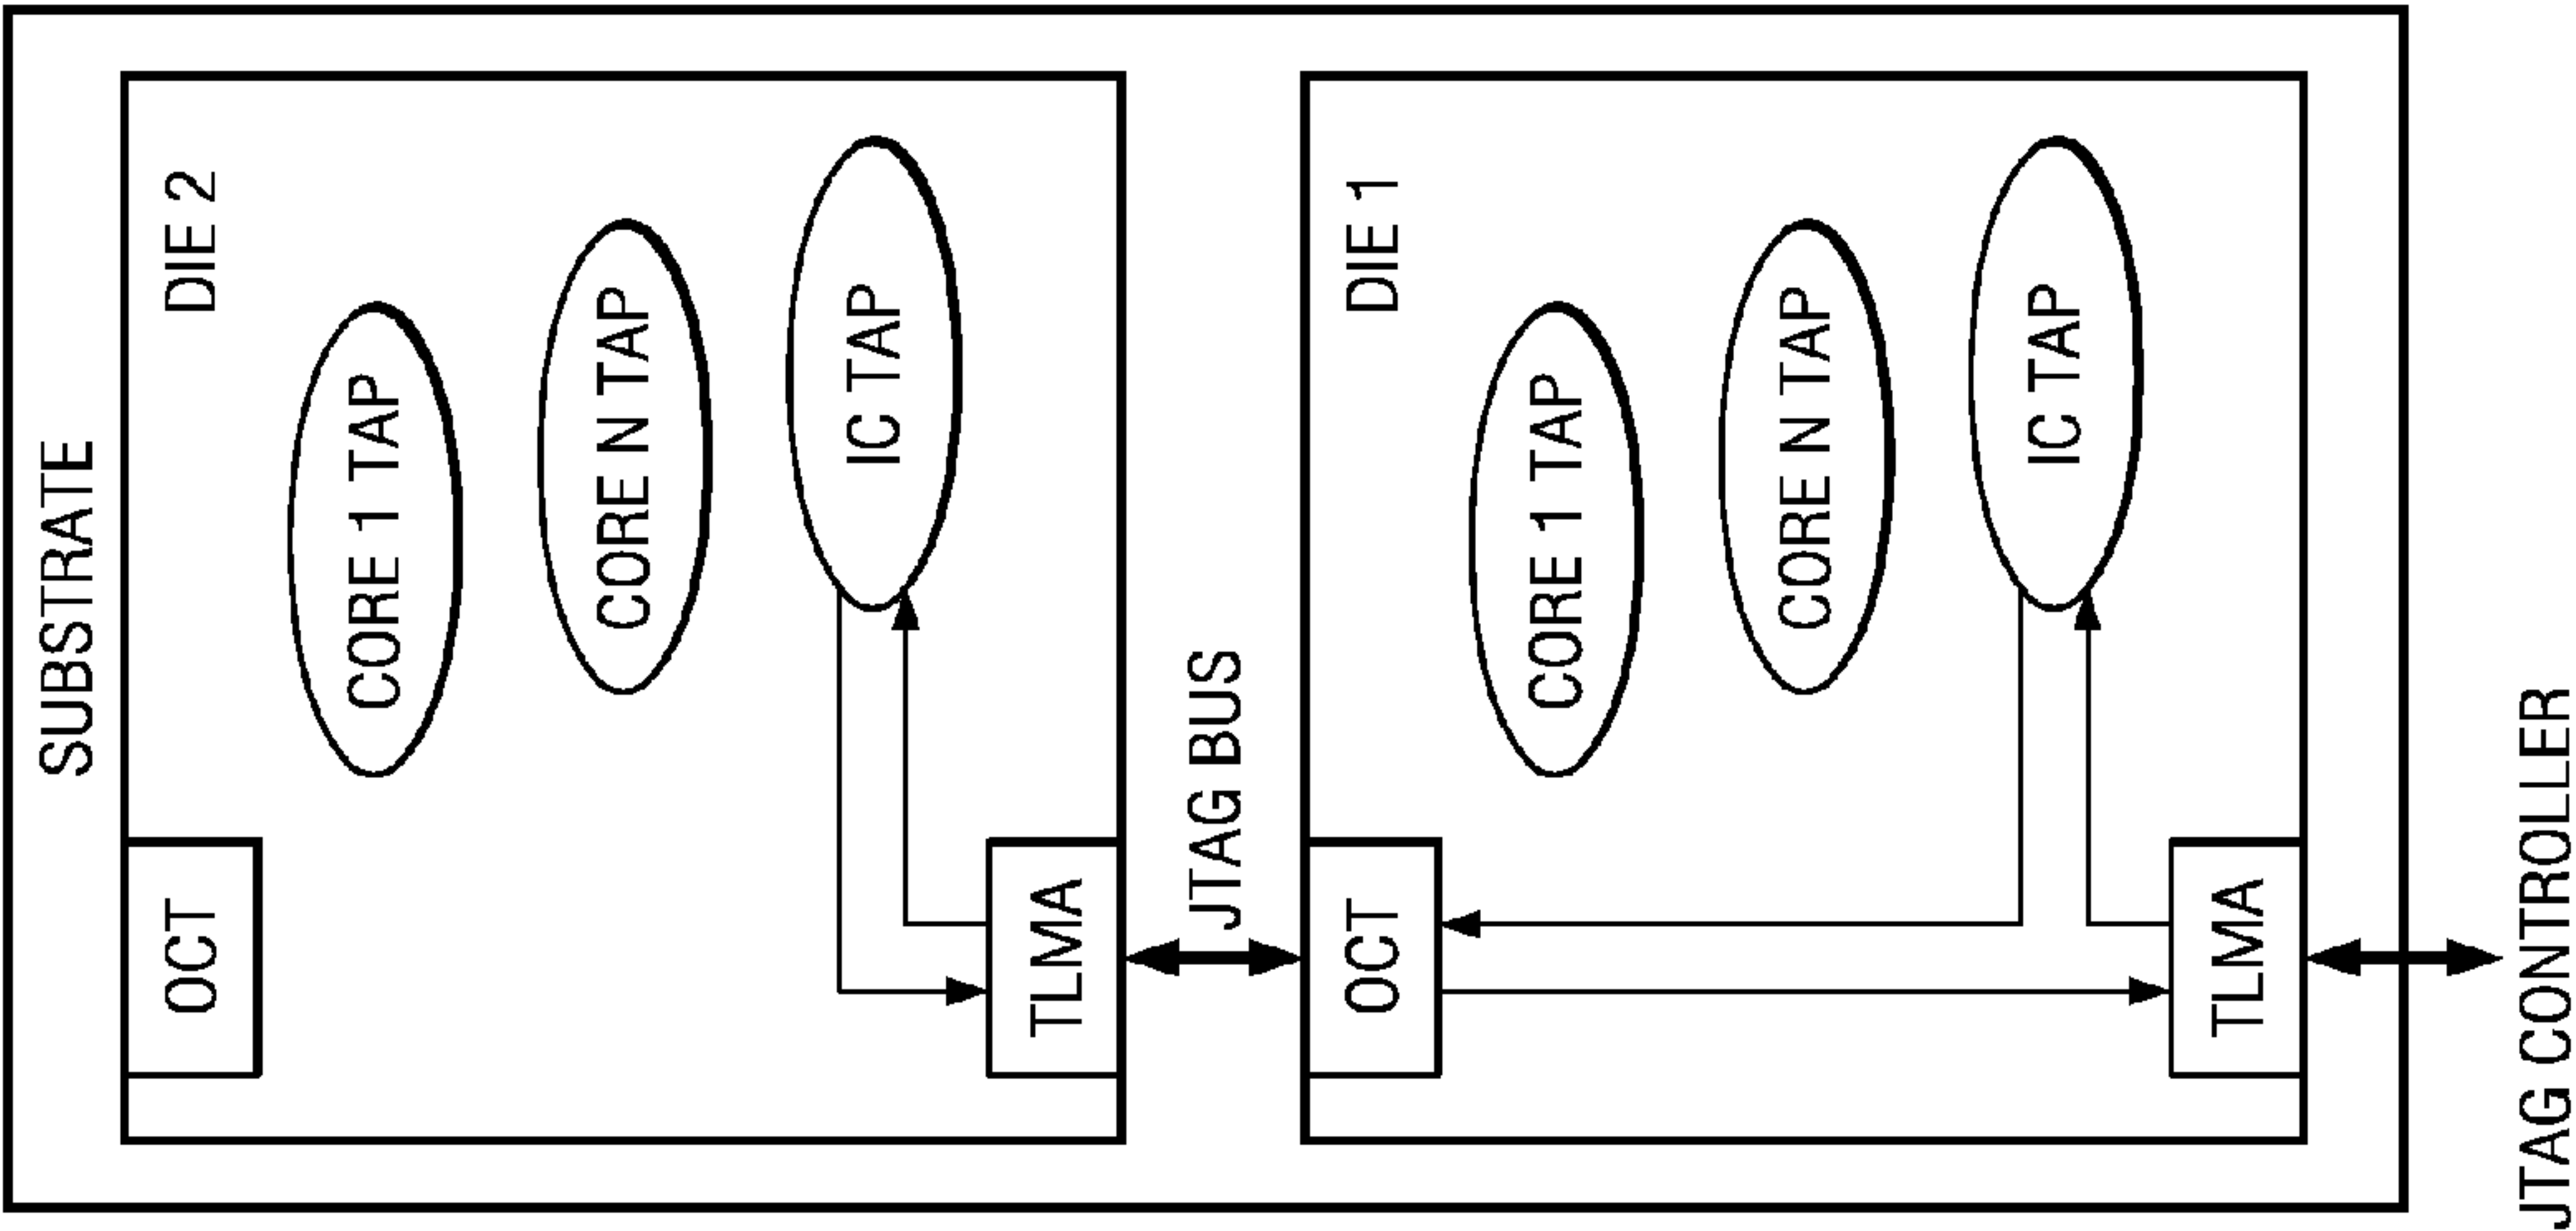 SUBSTRATE
OCT
DIE 2
CORE 1 TAP
CORE N TAP
IC TAP
TLMA
JTAG BUS
OCT
DIE 1
CORE 1 TAP
CORE N TAP
IC TAP
TLMA
JTAG CONTROLLER